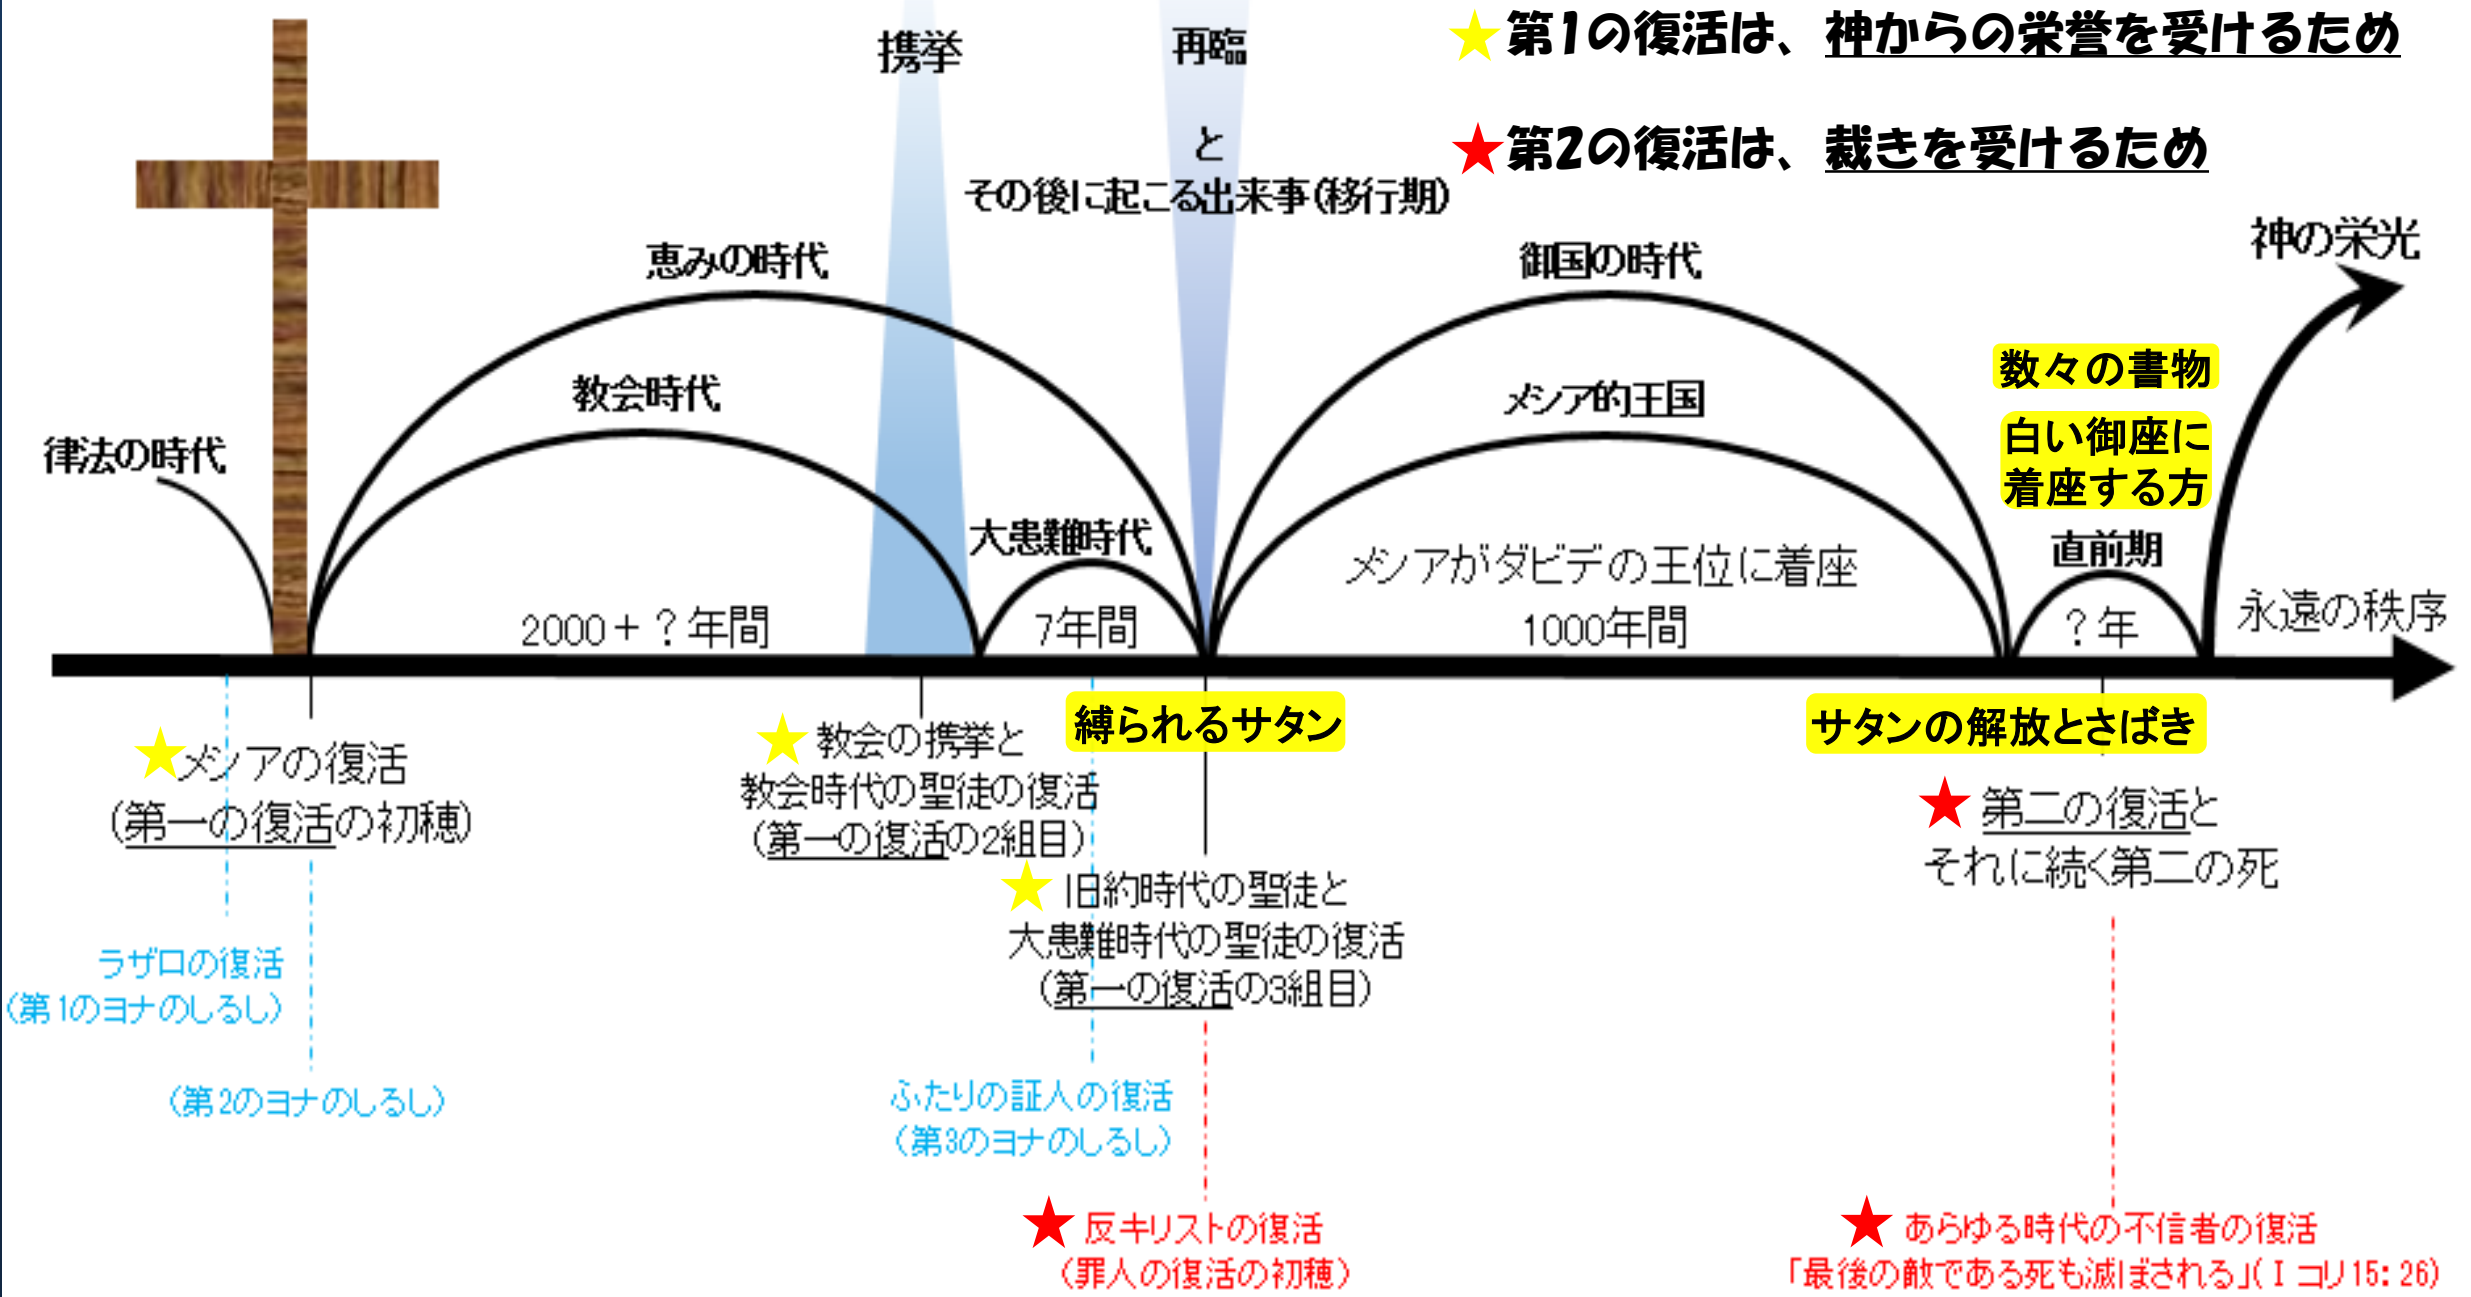 ★第1の復活は、神からの栄誉を受けるため
★第2の復活は、裁きを受けるため
携挙
再臨
と
その後に起こる出来事(移行期)
神の栄光
恵みの時代
御国の時代
教会時代
メシア的王国
数々の書物
白い御座に
着座する方
律法の時代
大患難時代
直前期
メシアがダビデの王位に着座
2000+?年間
7年間
1000年間
?年
永遠の秩序
縛られるサタン
サタンの解放とさばき
★メシアの復活
(第一の復活の初穂)
★教会の携挙と
教会時代の聖徒の復活
(第一の復活の2組目)
★旧約時代の聖徒と
大患難時代の聖徒の復活
(第一の復活の3組目)
★第二の復活と
それに続く第二の死
ラザロの復活
(第1のヨナのしるし)
(第2のヨナのしるし)
ふたりの証人の復活
(第3のヨナのしるし)
★反キリストの復活
(罪人の復活の初穂)
★あらゆる時代の不信者の復活
「最後の敵である死も滅ぼされる」(Ⅰコリ15:26)